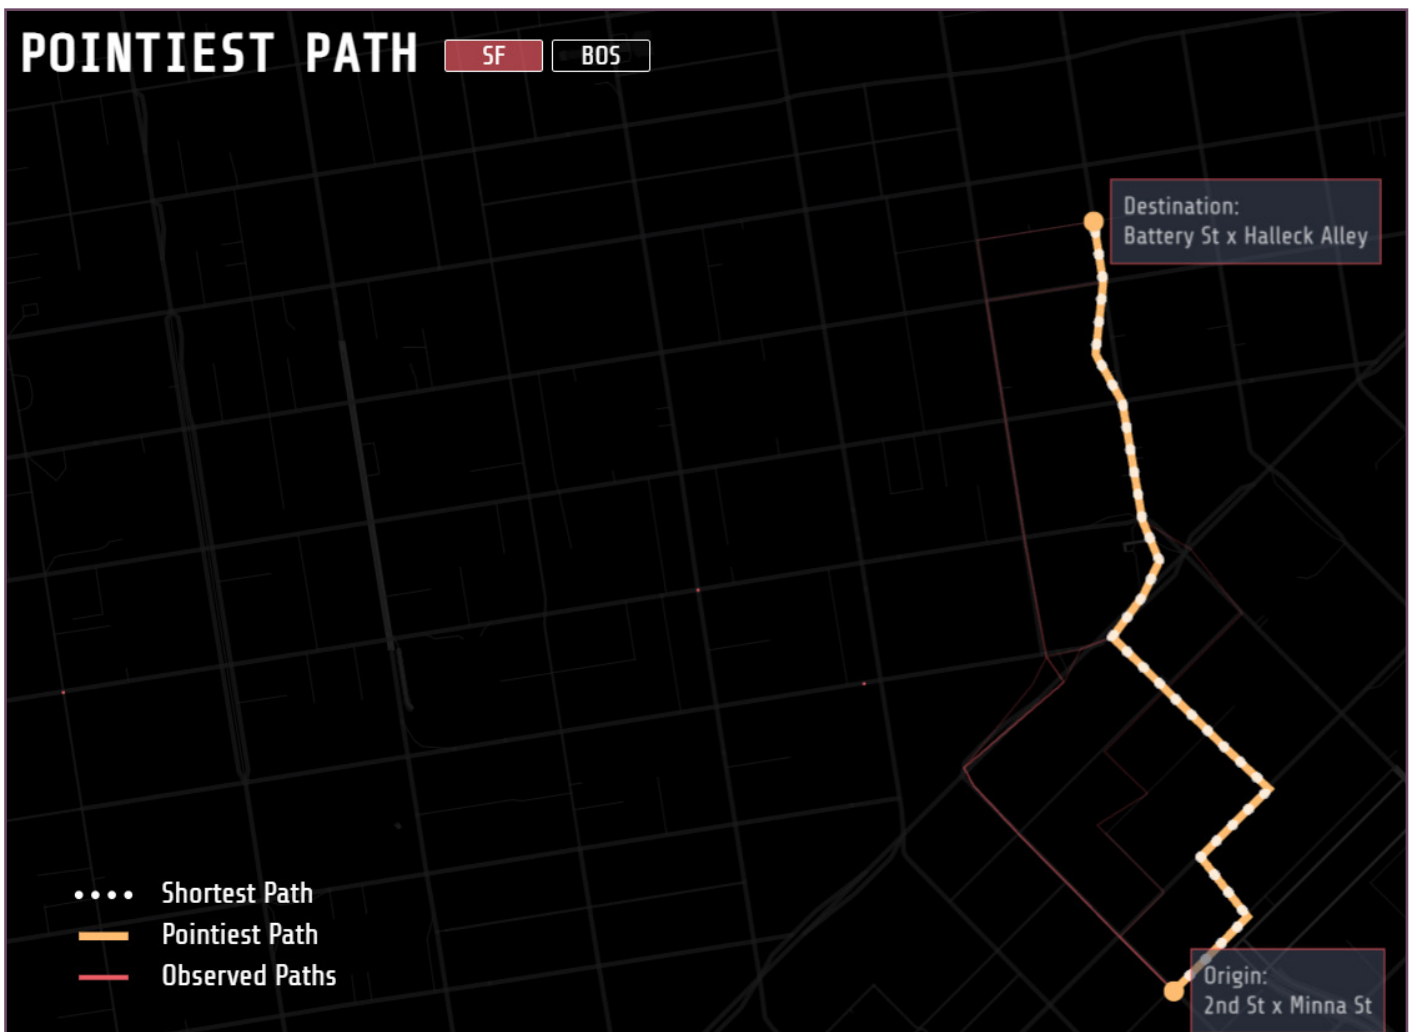 POINTIEST PATH
SF
BOS
Destination:
Battery St x Halleck Alley
Shortest Path
Pointiest Path
Observed Paths
Origin:
2nd St x Minna St